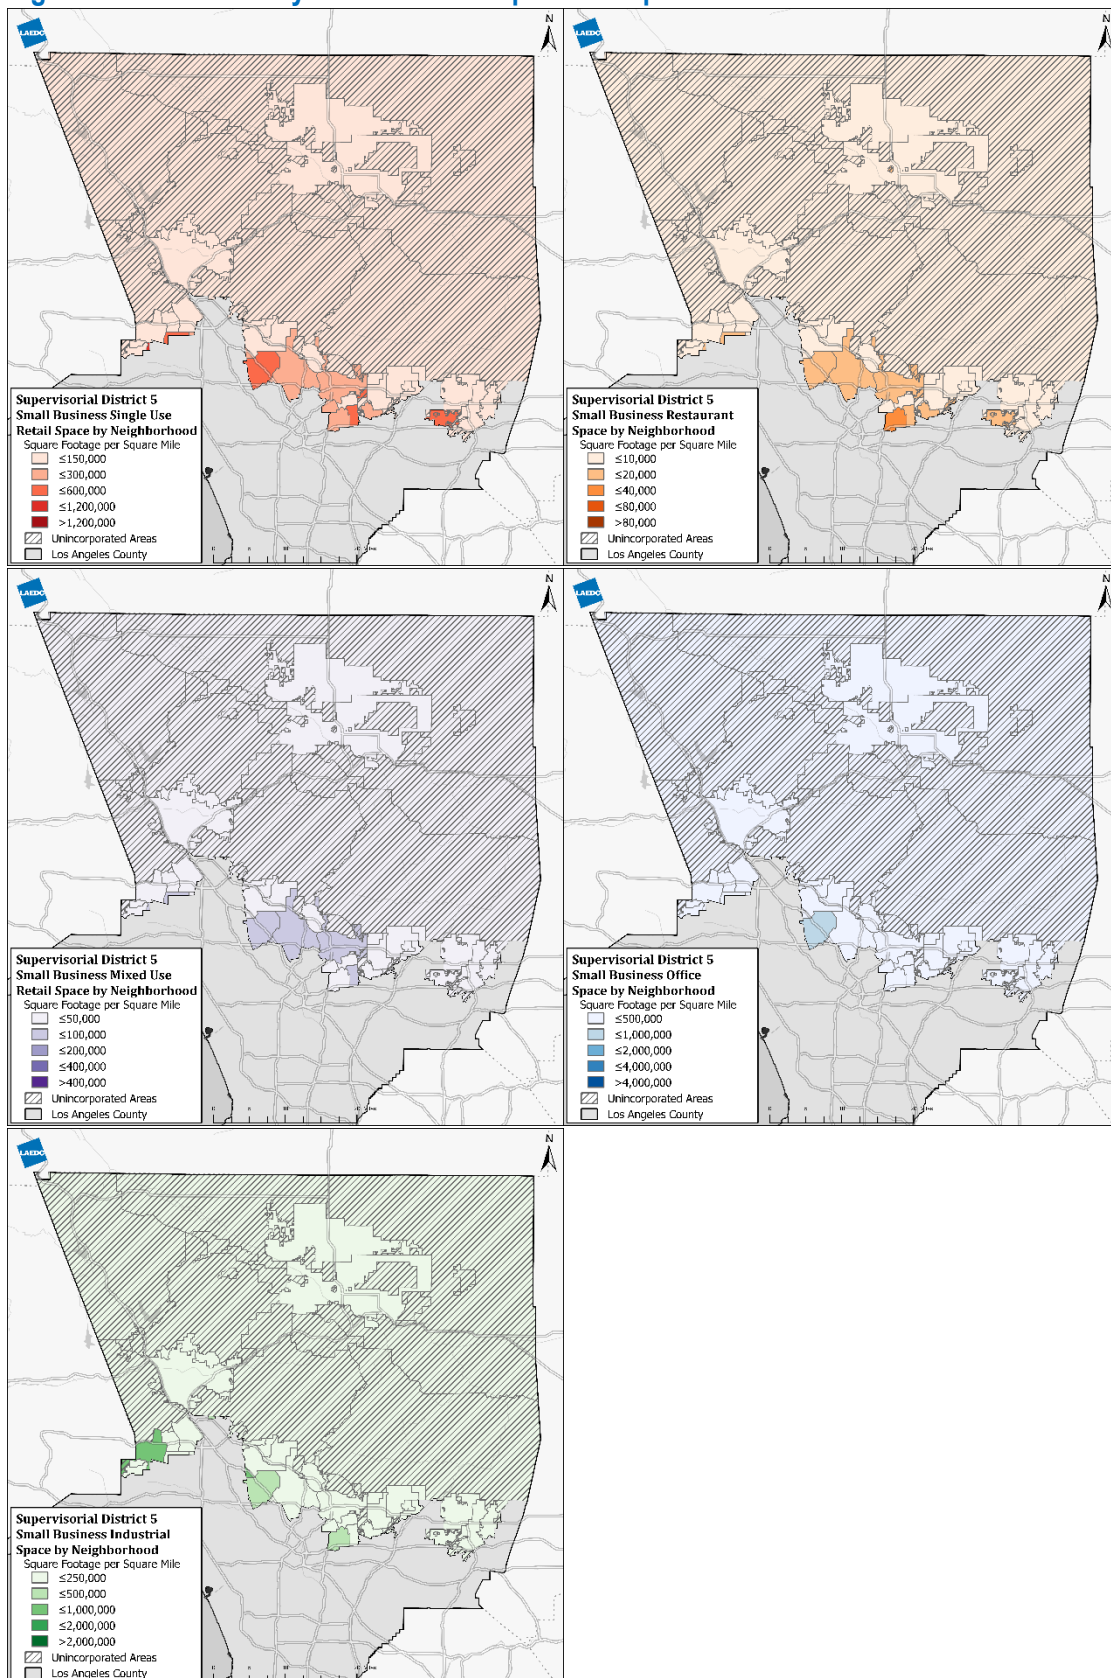 LAEDC
N
Supervisorial District 5
Small Business Single Use
Retail Space by Neighborhood
Square Footage per Square Mile
≤150,000
≤300,000
≤600,000
≤1,200,000
>1,200,000
Unincorporated Areas
Los Angeles County
LAEDC
N
Supervisorial District 5
Small Business Restaurant
Space by Neighborhood
Square Footage per Square Mile
≤10,000
≤20,000
≤40,000
≤80,000
>80,000
Unincorporated Areas
Los Angeles County
LAEDC
N
Supervisorial District 5
Small Business Mixed Use
Retail Space by Neighborhood
Square Footage per Square Mile
≤50,000
≤100,000
≤200,000
≤400,000
>400,000
Unincorporated Areas
Los Angeles County
LAEDC
N
Supervisorial District 5
Small Business Office
Space by Neighborhood
Square Footage per Square Mile
≤500,000
≤1,000,000
≤2,000,000
≤4,000,000
>4,000,000
Unincorporated Areas
Los Angeles County
LAEDC
N
Supervisorial District 5
Small Business Industrial
Space by Neighborhood
Square Footage per Square Mile
≤250,000
≤500,000
≤1,000,000
≤2,000,000
>2,000,000
Unincorporated Areas
Los Angeles County